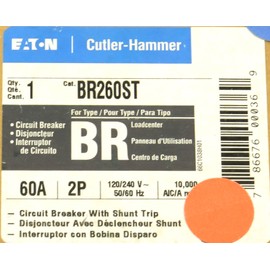 EATON Cutler-Hammer
Qty. Qté. Cant. 1 Cat. BR260ST
For Type / Pour Type / Para Tipo
• Circuit Breaker
• Disjoncteur
• Interruptor de Circuito
BR
Loadcenter
Panneau d'Utilisation
Centro de Carga
60A 2P 120/240 V~ 50/60 Hz 10,000 AIC/A
– Circuit Breaker With Shunt Trip
– Disjoncteur Avec Déclencheur Shunt
– Interruptor con Bobina Disparo
7 86676 00036 9